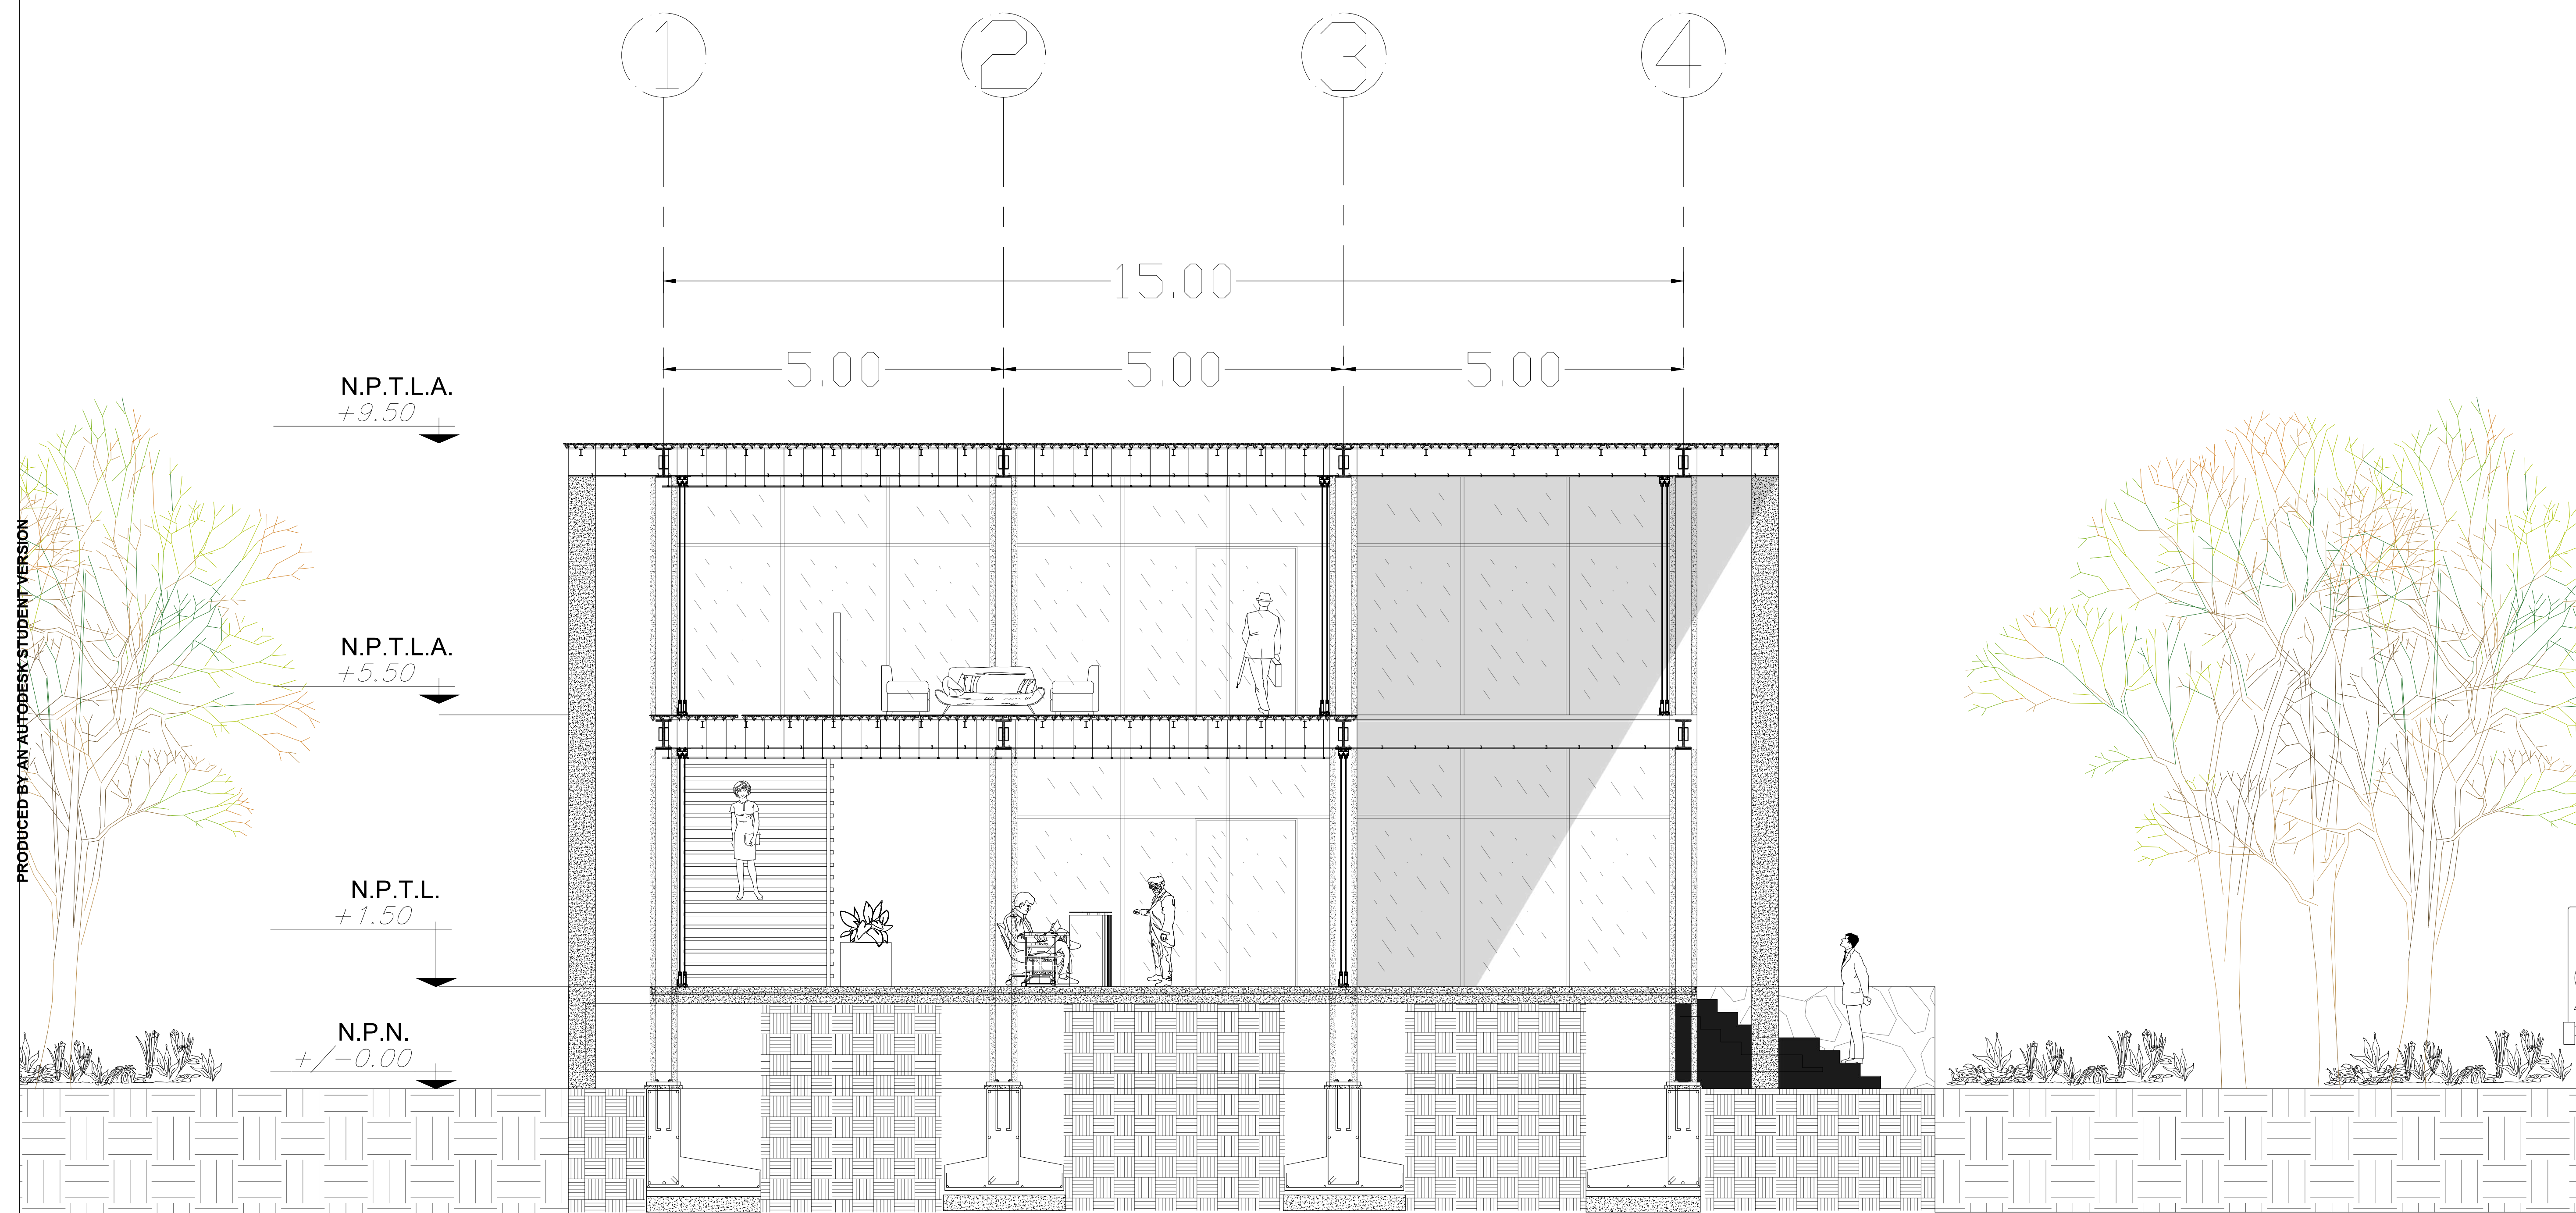 1 2 3 4
15.00
5.00 5.00 5.00
N.P.T.L.A.
+9.50
N.P.T.L.A.
+5.50
N.P.T.L.
+1.50
N.P.N.
+/-0.00
PRODUCED BY AN AUTODESK STUDENT VERSION